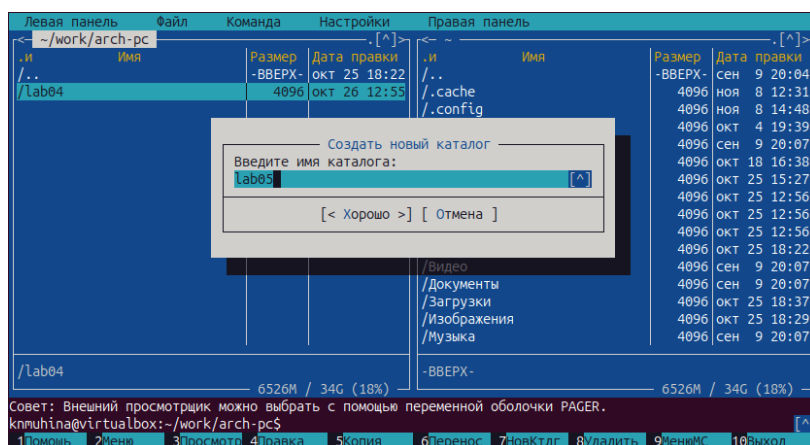 Левая панель Файл Команда Настройки Правая панель
<─ ~/work/arch-pc .[^]> <─ ~ .[^]>
.и Имя Размер Дата правки .и Имя Размер Дата правки
/.. -ВВЕРХ- окт 25 18:22 /.. -ВВЕРХ- сен 9 20:04
/lab04 4096 окт 26 12:55 /.cache 4096 ноя 8 12:31
/.config 4096 ноя 8 14:48
4096 окт 4 19:39
Создать новый каталог 4096 сен 9 20:07
Введите имя каталога: 4096 окт 18 16:38
lab05 [^] 4096 окт 25 15:27
4096 окт 25 12:56
[< Хорошо >] [ Отмена ] 4096 окт 25 12:56
4096 окт 25 12:56
4096 окт 25 18:22
/Видео 4096 сен 9 20:07
/Документы 4096 сен 9 20:07
/Загрузки 4096 окт 25 18:37
/Изображения 4096 окт 25 18:29
/Музыка 4096 сен 9 20:07
/lab04 -ВВЕРХ-
6526M / 34G (18%) 6526M / 34G (18%)
Совет: Внешний просмотрщик можно выбрать с помощью переменной оболочки PAGER.
knmuhina@virtualbox:~/work/arch-pc$ [^]
1Помощь 2Меню 3Просмотр 4Правка 5Копия 6Перенос 7НовКтлг 8Удалить 9МенюMC 10Выход